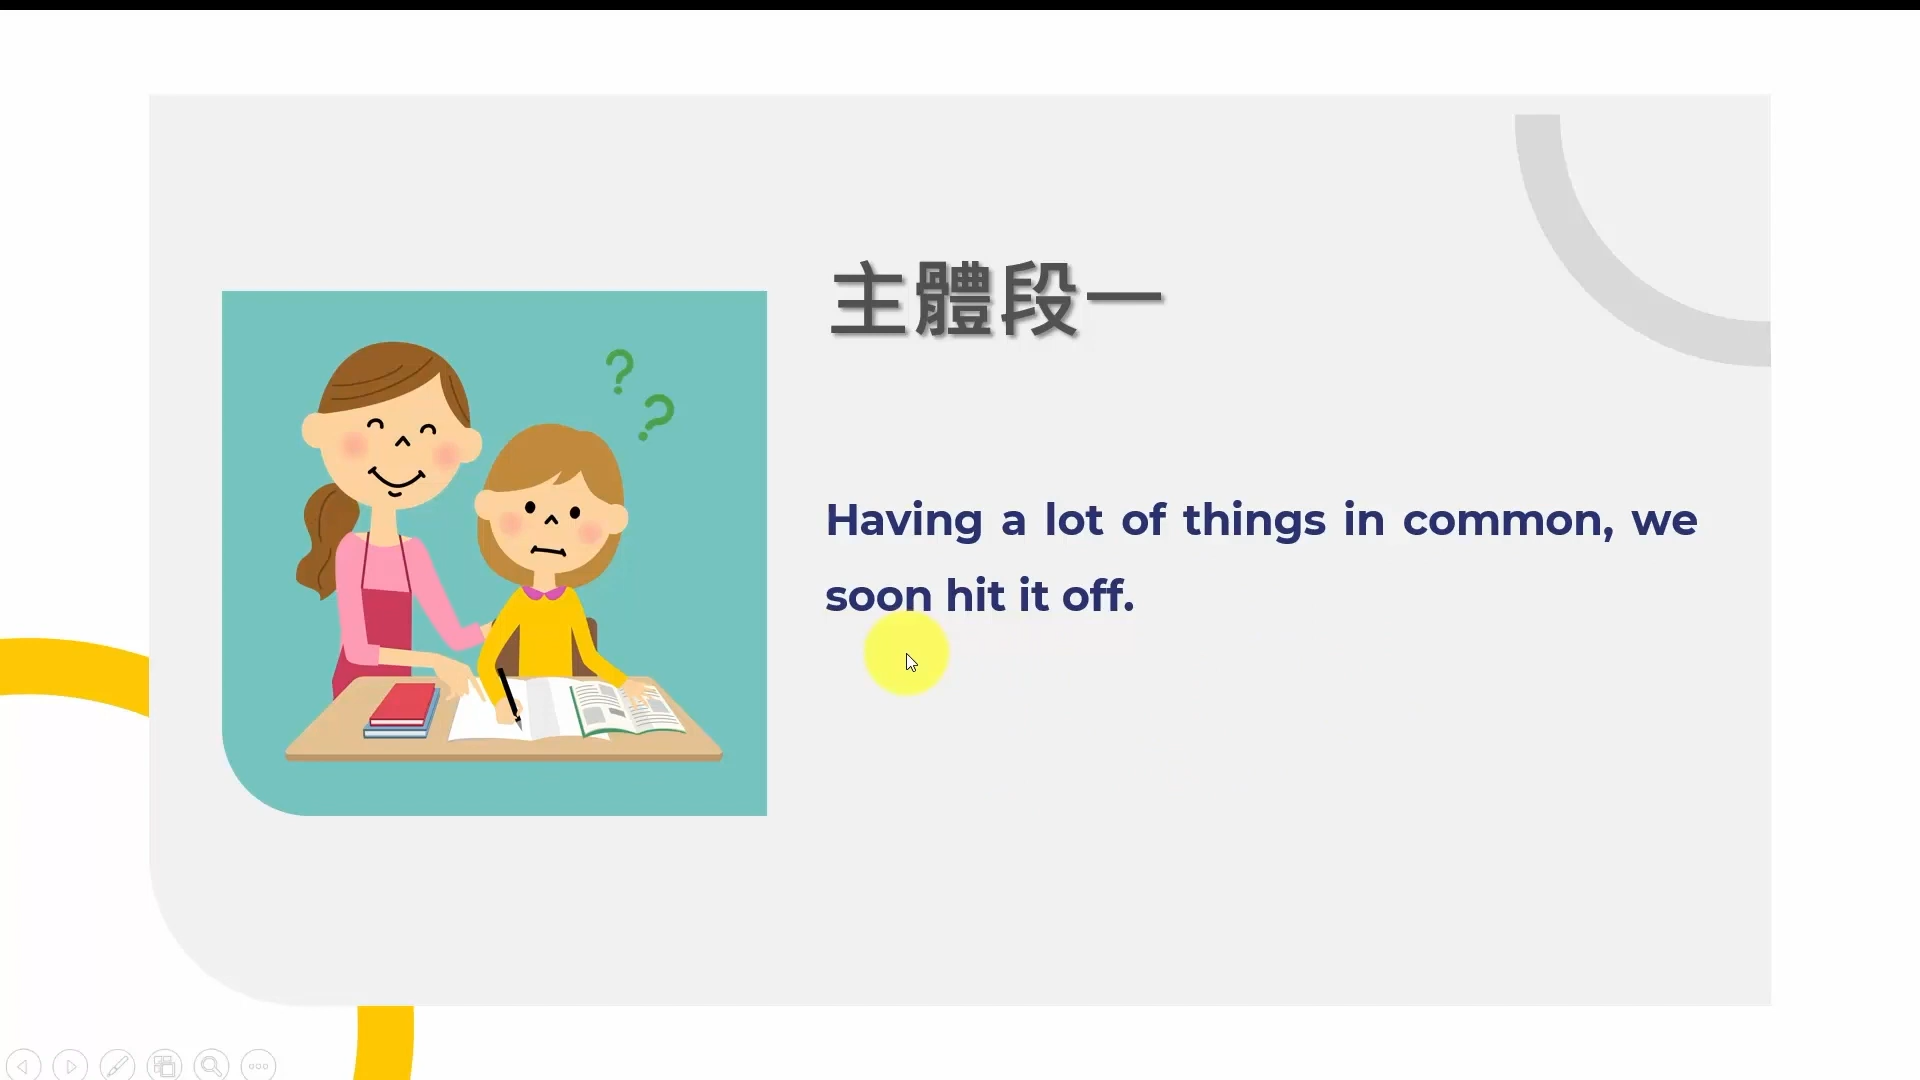 主體段一
Having a lot of things in common, we
soon hit it off.